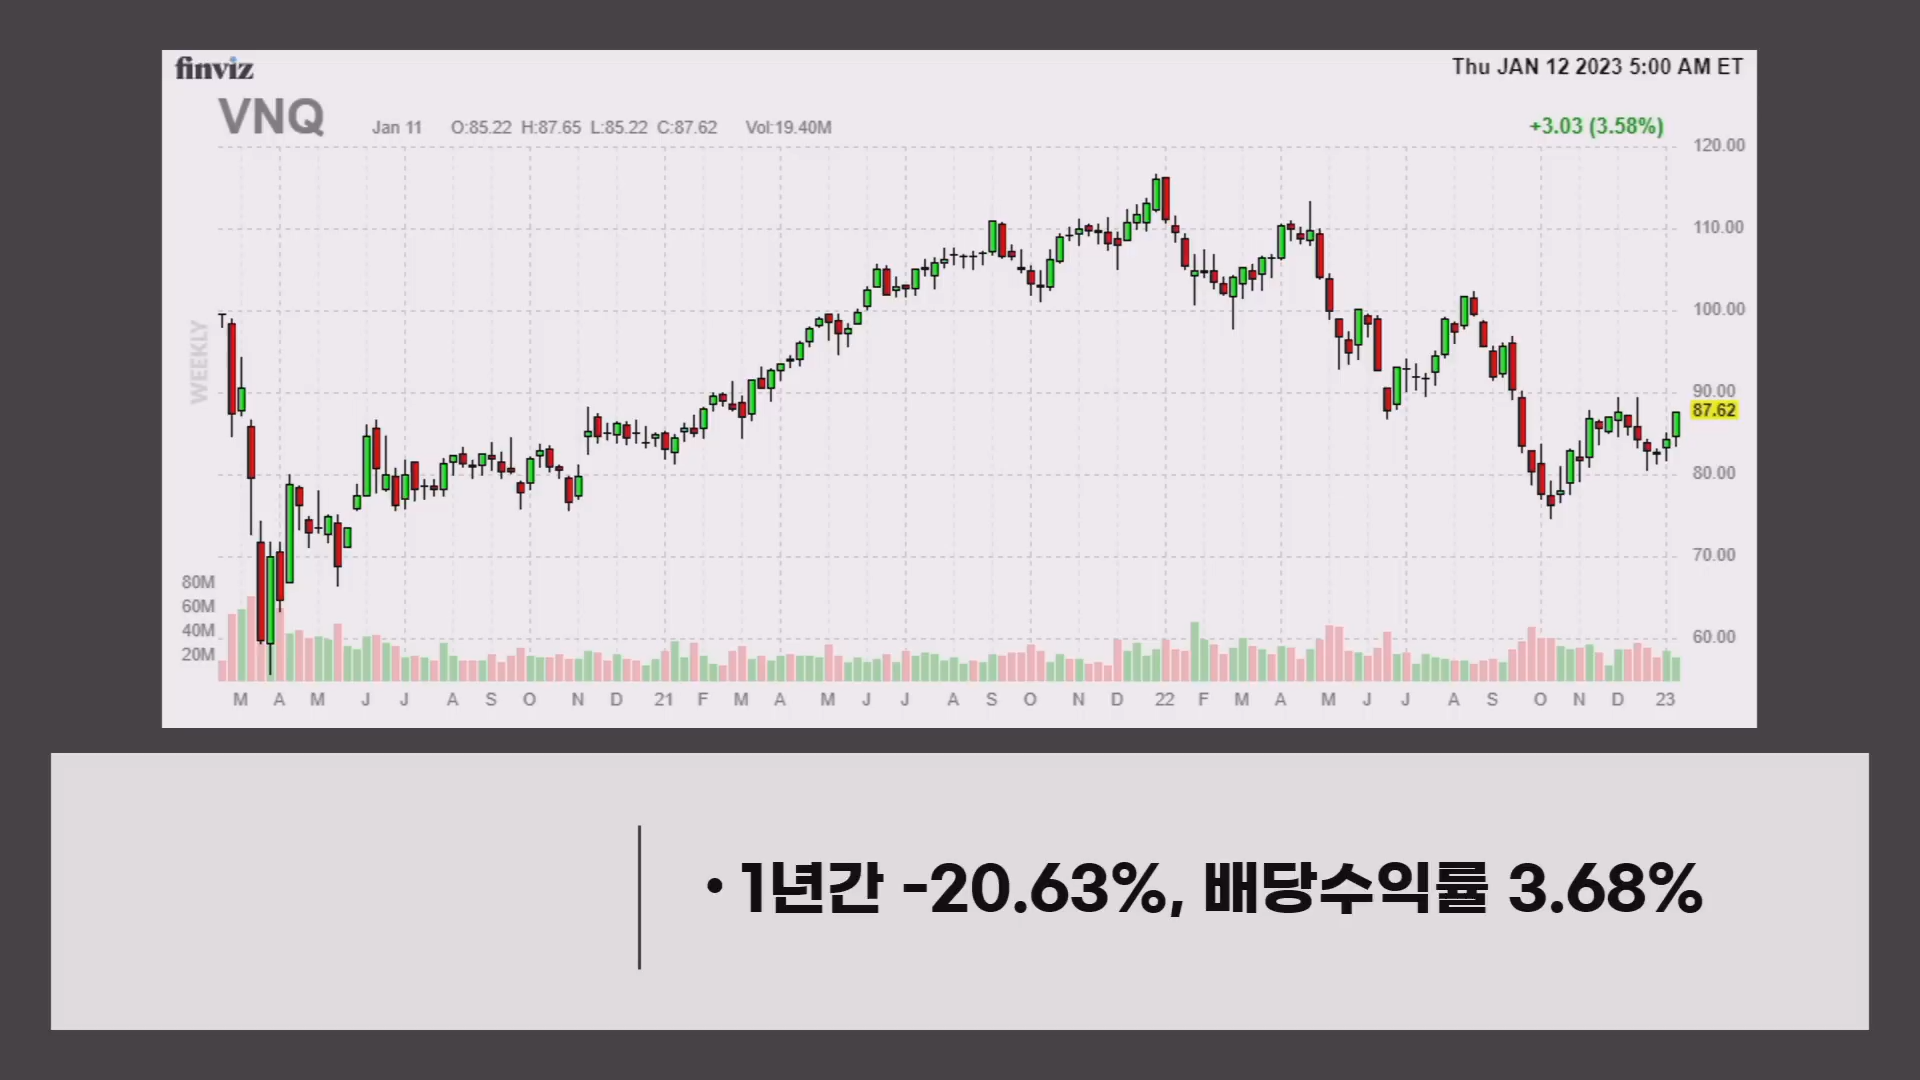 finviz
Thu JAN 12 2023 5:00 AM ET
VNQ
Jan 11 O:85.22 H:87.65 L:85.22 C:87.62 Vol:19.40M
+3.03 (3.58%)
120.00
110.00
100.00
WEEKLY
90.00
87.62
80.00
70.00
80M
60M
40M
60.00
20M
M A M J J A S O N D 21 F M A M J J A S O N D 22 F M A M J J A S O N D 23
• 1년간 -20.63%, 배당수익률 3.68%